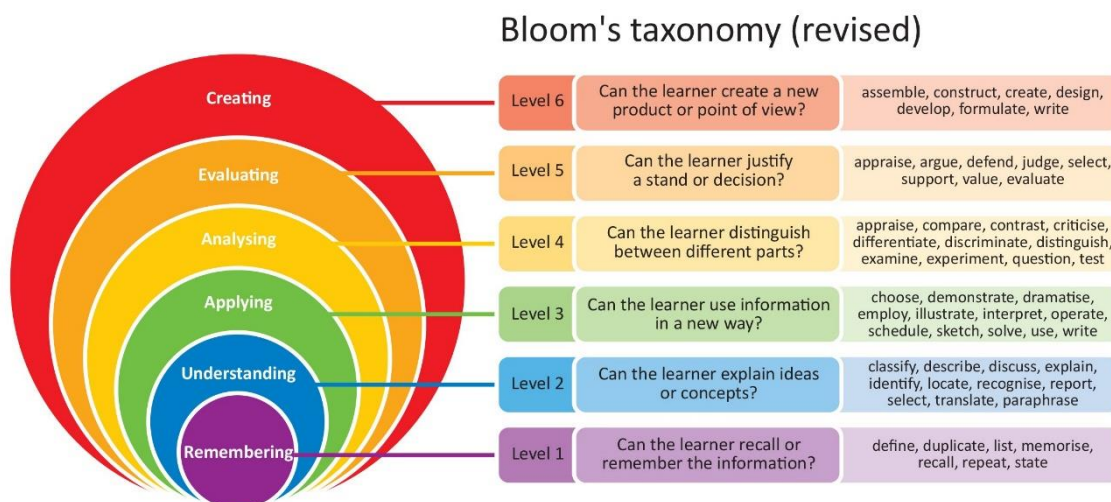 Bloom's taxonomy (revised)
Creating
Level 6
Can the learner create a new
product or point of view?
assemble, construct, create, design,
develop, formulate, write
Evaluating
Level 5
Can the learner justify
a stand or decision?
appraise, argue, defend, judge, select,
support, value, evaluate
Analysing
Level 4
Can the learner distinguish
between different parts?
appraise, compare, contrast, criticise,
differentiate, discriminate, distinguish,
examine, experiment, question, test
Applying
Level 3
Can the learner use information
in a new way?
choose, demonstrate, dramatise,
employ, illustrate, interpret, operate,
schedule, sketch, solve, use, write
Understanding
Level 2
Can the learner explain ideas
or concepts?
classify, describe, discuss, explain,
identify, locate, recognise, report,
select, translate, paraphrase
Remembering
Level 1
Can the learner recall or
remember the information?
define, duplicate, list, memorise,
recall, repeat, state